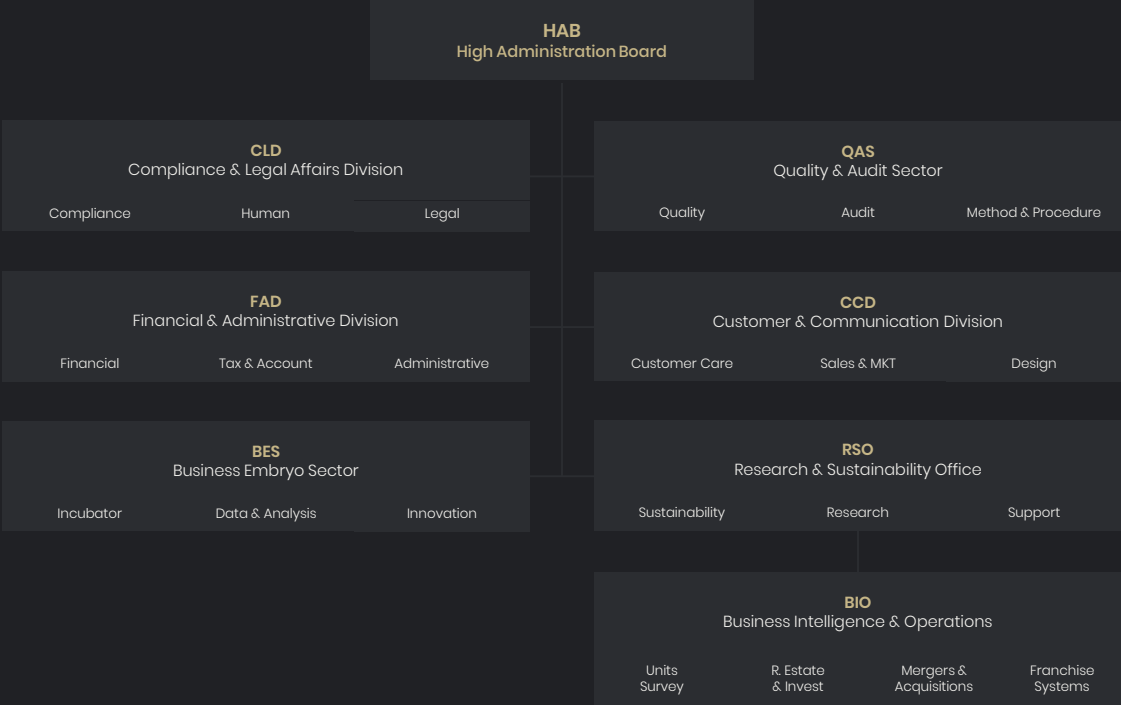 HAB
High Administration Board
CLD
Compliance & Legal Affairs Division
Compliance
Human
Legal
QAS
Quality & Audit Sector
Quality
Audit
Method & Procedure
FAD
Financial & Administrative Division
Financial
Tax & Account
Administrative
CCD
Customer & Communication Division
Customer Care
Sales & MKT
Design
BES
Business Embryo Sector
Incubator
Data & Analysis
Innovation
RSO
Research & Sustainability Office
Sustainability
Research
Support
BIO
Business Intelligence & Operations
Units
Survey
R. Estate
& Invest
Mergers &
Acquisitions
Franchise
Systems